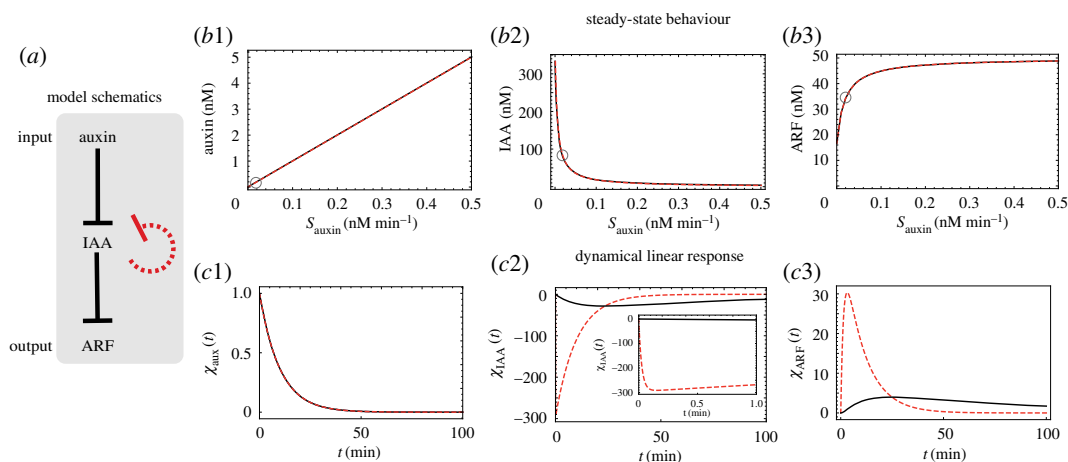 steady-state behaviour
(a)
model schematics
input
auxin
IAA
output
ARF
(b1)
auxin (nM)
5
4
3
2
1
0
0.1
0.2
0.3
0.4
0.5
S_auxin (nM min⁻¹)
(b2)
IAA (nM)
300
200
100
0
0.1
0.2
0.3
0.4
0.5
S_auxin (nM min⁻¹)
(b3)
ARF (nM)
50
40
30
20
10
0
0
0.1
0.2
0.3
0.4
0.5
S_auxin (nM min⁻¹)
dynamical linear response
(c1)
χ_aux (t)
1.0
0.5
0
0
50
100
t (min)
(c2)
χ_IAA (t)
0
−100
−200
−300
0
50
100
t (min)
χ_IAA (t)
0
−100
−200
−300
0
0.5
1.0
t (min)
(c3)
χ_ARF (t)
30
20
10
0
0
50
100
t (min)